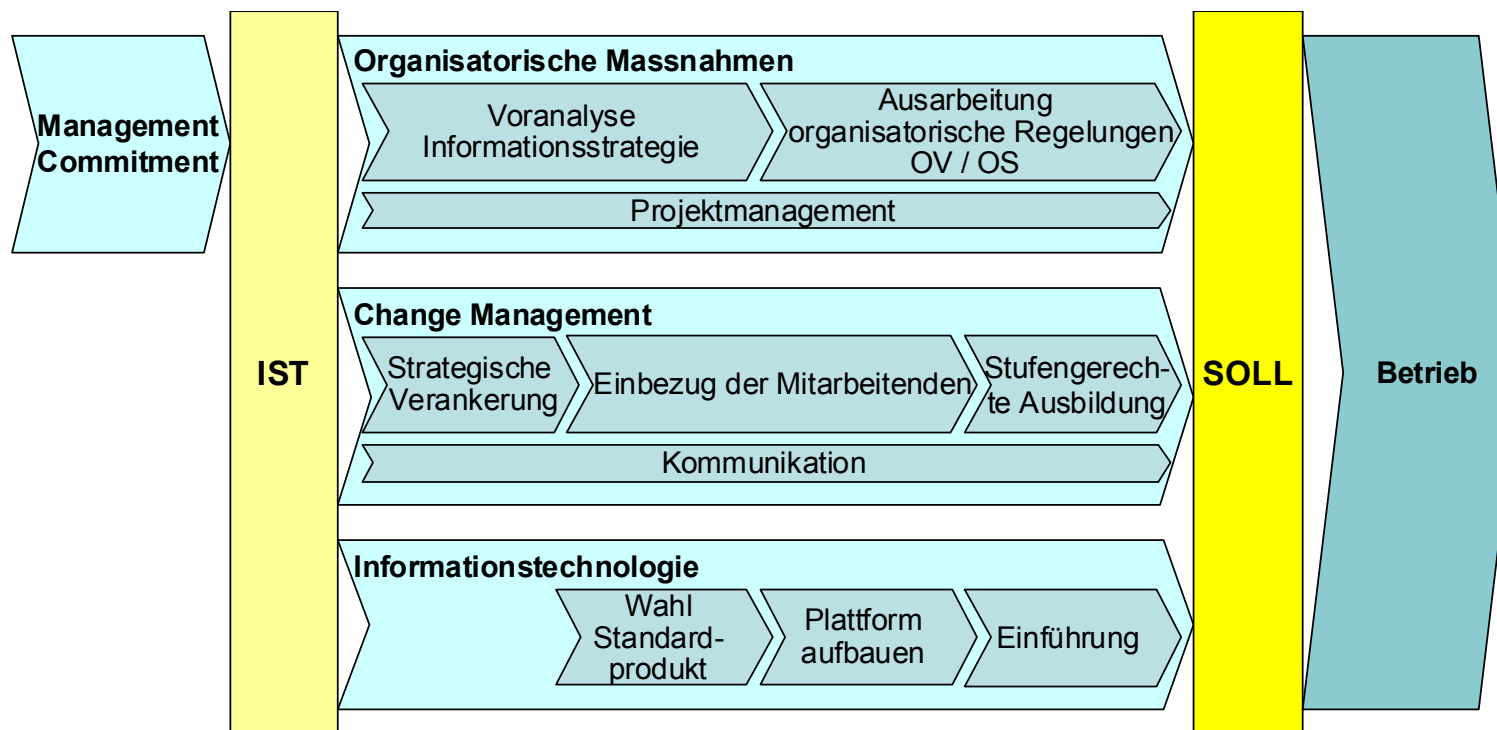 Management
Commitment
IST
Organisatorische Massnahmen
Voranalyse
Informationsstrategie
Ausarbeitung
organisatorische Regelungen
OV / OS
Projektmanagement
Change Management
Strategische
Verankerung
Einbezug der Mitarbeitenden
Stufengerech-
te Ausbildung
Kommunikation
Informationstechnologie
Wahl
Standard-
produkt
Plattform
aufbauen
Einführung
SOLL
Betrieb